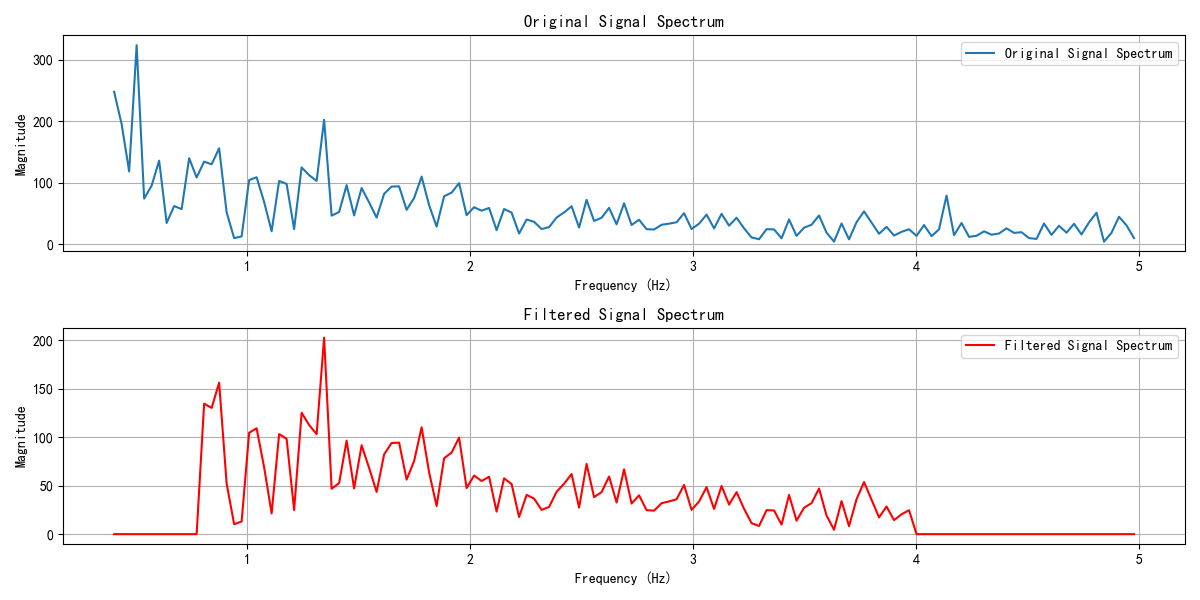 Original Signal Spectrum
Original Signal Spectrum
Magnitude
300
200
100
0
1 2 3 4 5
Frequency (Hz)
Filtered Signal Spectrum
Filtered Signal Spectrum
Magnitude
200
150
100
50
0
1 2 3 4 5
Frequency (Hz)